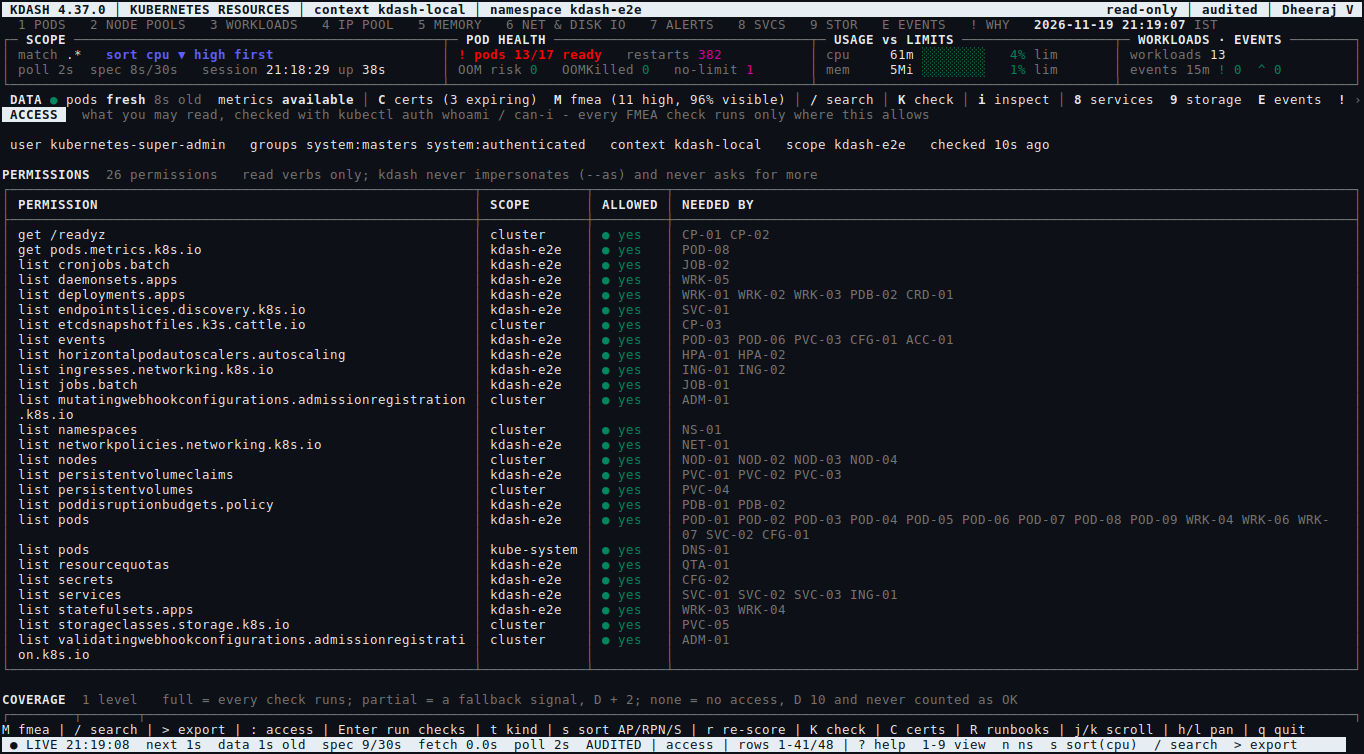 KDASH 4.37.0 │ KUBERNETES RESOURCES │ context kdash-local │ namespace kdash-e2e read-only │ audited │ Dheeraj V
1 PODS 2 NODE POOLS 3 WORKLOADS 4 IP POOL 5 MEMORY 6 NET & DISK IO 7 ALERTS 8 SVCS 9 STOR E EVENTS ! WHY 2026-11-19 21:19:07 IST
SCOPE POD HEALTH USAGE vs LIMITS WORKLOADS · EVENTS
match .* sort cpu ▼ high first ! pods 13/17 ready restarts 382 cpu 61m 4% lim workloads 13
poll 2s spec 8s/30s session 21:18:29 up 38s OOM risk 0 OOMKilled 0 no-limit 1 mem 5Mi 1% lim events 15m ! 0 ^ 0
DATA ● pods fresh 8s old metrics available │ C certs (3 expiring) M fmea (11 high, 96% visible) │ / search │ K check │ i inspect │ 8 services 9 storage E events ! ›
ACCESS what you may read, checked with kubectl auth whoami / can-i - every FMEA check runs only where this allows
user kubernetes-super-admin groups system:masters system:authenticated context kdash-local scope kdash-e2e checked 10s ago
PERMISSIONS 26 permissions read verbs only; kdash never impersonates (--as) and never asks for more
PERMISSION SCOPE ALLOWED NEEDED BY
get /readyz cluster ● yes CP-01 CP-02
get pods.metrics.k8s.io kdash-e2e ● yes POD-08
list cronjobs.batch kdash-e2e ● yes JOB-02
list daemonsets.apps kdash-e2e ● yes WRK-05
list deployments.apps kdash-e2e ● yes WRK-01 WRK-02 WRK-03 PDB-02 CRD-01
list endpointslices.discovery.k8s.io kdash-e2e ● yes SVC-01
list etcdsnapshotfiles.k3s.cattle.io cluster ● yes CP-03
list events kdash-e2e ● yes POD-03 POD-06 PVC-03 CFG-01 ACC-01
list horizontalpodautoscalers.autoscaling kdash-e2e ● yes HPA-01 HPA-02
list ingresses.networking.k8s.io kdash-e2e ● yes ING-01 ING-02
list jobs.batch kdash-e2e ● yes JOB-01
list mutatingwebhookconfigurations.admissionregistration cluster ● yes ADM-01
.k8s.io
list namespaces cluster ● yes NS-01
list networkpolicies.networking.k8s.io kdash-e2e ● yes NET-01
list nodes cluster ● yes NOD-01 NOD-02 NOD-03 NOD-04
list persistentvolumeclaims kdash-e2e ● yes PVC-01 PVC-02 PVC-03
list persistentvolumes cluster ● yes PVC-04
list poddisruptionbudgets.policy kdash-e2e ● yes PDB-01 PDB-02
list pods kdash-e2e ● yes POD-01 POD-02 POD-03 POD-04 POD-05 POD-06 POD-07 POD-08 POD-09 WRK-04 WRK-06 WRK-
07 SVC-02 CFG-01
list pods kube-system ● yes DNS-01
list resourcequotas kdash-e2e ● yes QTA-01
list secrets kdash-e2e ● yes CFG-02
list services kdash-e2e ● yes SVC-01 SVC-02 SVC-03 ING-01
list statefulsets.apps kdash-e2e ● yes WRK-03 WRK-04
list storageclasses.storage.k8s.io cluster ● yes PVC-05
list validatingwebhookconfigurations.admissionregistrati cluster ● yes ADM-01
on.k8s.io
COVERAGE 1 level full = every check runs; partial = a fallback signal, D + 2; none = no access, D 10 and never counted as OK
M fmea | / search | > export | : access | Enter run checks | t kind | s sort AP/RPN/S | r re-score | K check | C certs | R runbooks | j/k scroll | h/l pan | q quit
● LIVE 21:19:08 next 1s data 1s old spec 9/30s fetch 0.0s poll 2s AUDITED | access | rows 1-41/48 | ? help 1-9 view n ns s sort(cpu) / search > export